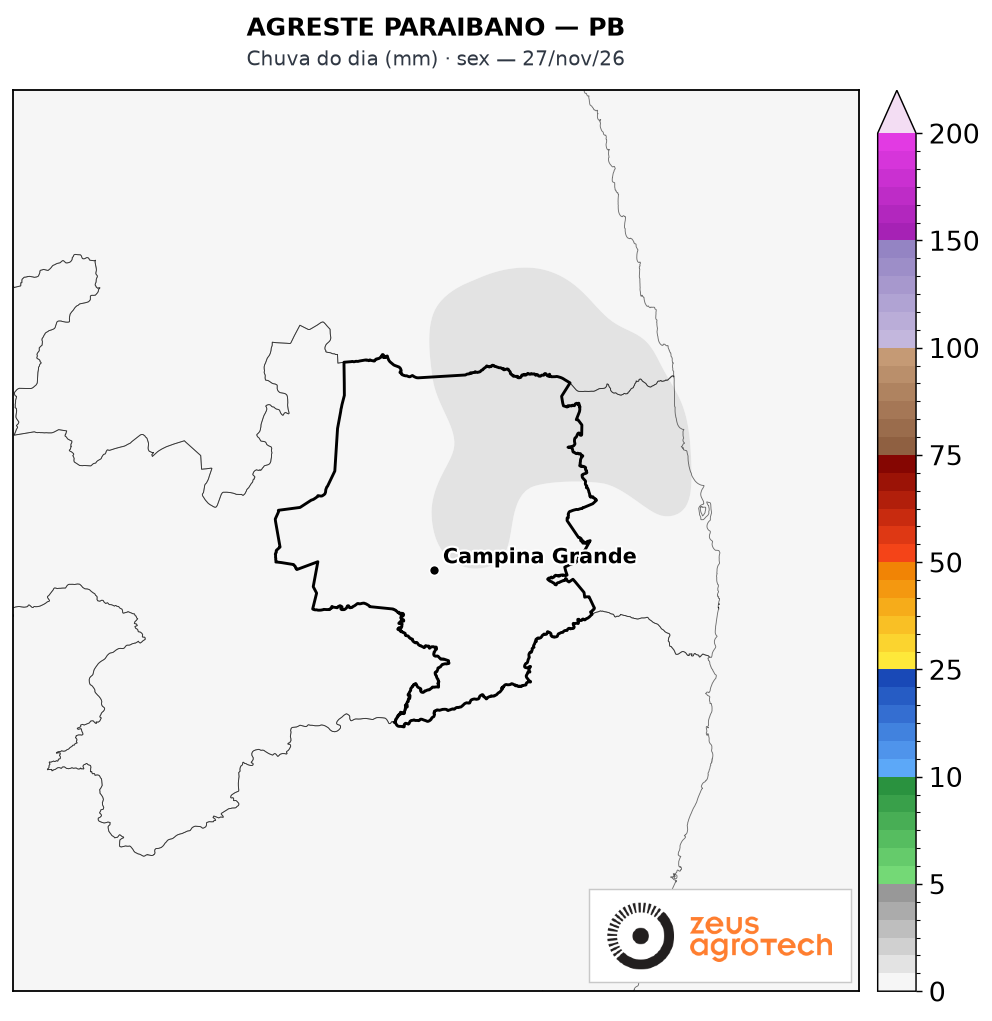 AGRESTE PARAIBANO — PB
Chuva do dia (mm) · sex — 27/nov/26
200
150
100
75
50
25
10
5
0
Campina Grande
zeus
agrotech